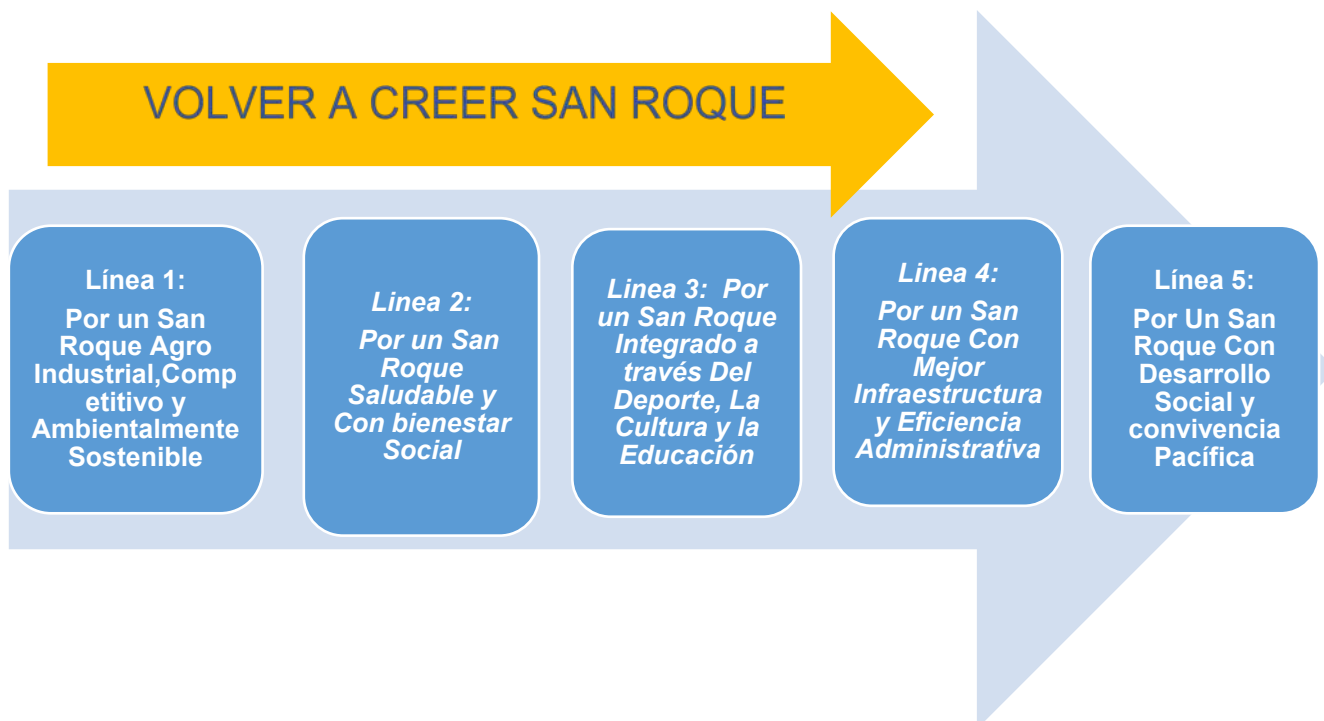 VOLVER A CREER SAN ROQUE
Línea 1:
Por un San
Roque Agro
Industrial,Comp
etitivo y
Ambientalmente
Sostenible
Linea 2:
Por un San
Roque
Saludable y
Con bienestar
Social
Linea 3: Por
un San Roque
Integrado a
través Del
Deporte, La
Cultura y la
Educación
Linea 4:
Por un San
Roque Con
Mejor
Infraestructura
y Eficiencia
Administrativa
Línea 5:
Por Un San
Roque Con
Desarrollo
Social y
convivencia
Pacífica